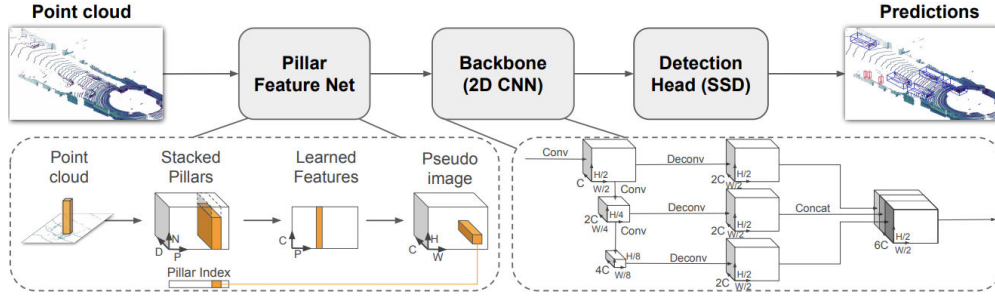 Point cloud
Predictions
Pillar
Feature Net
Backbone
(2D CNN)
Detection
Head (SSD)
Point
cloud
Stacked
Pillars
Learned
Features
Pseudo
image
N
D
P
C
P
H
C
W
Pillar Index
Conv
H/2
C
W/2
Conv
Deconv
2C
H/2
W/2
2C
H/4
W/4
Conv
Deconv
2C
H/2
W/2
Concat
H/8
4C
W/8
Deconv
2C
H/2
W/2
H/2
6C
W/2